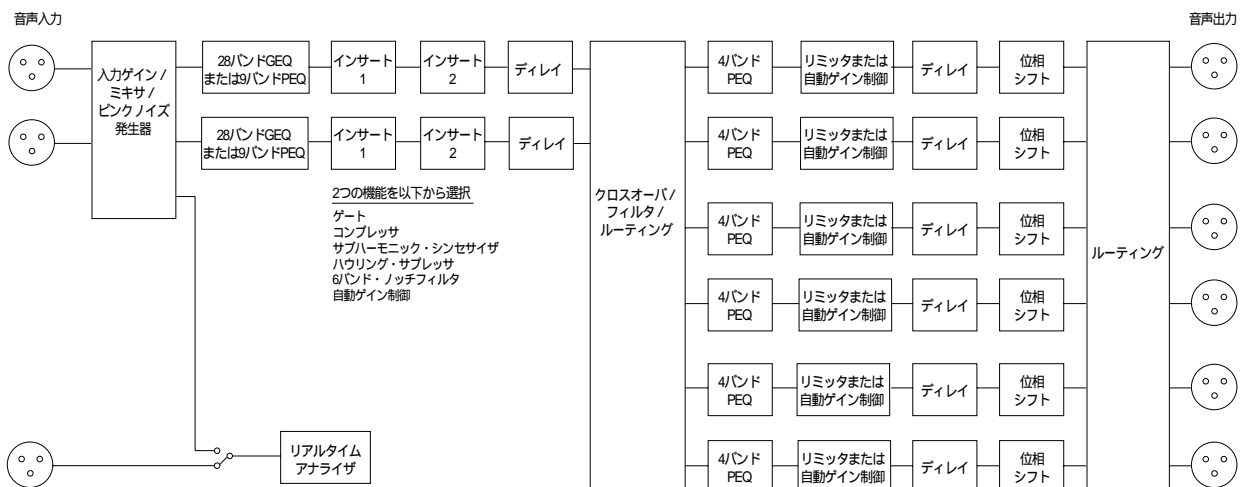 音声入力
音声出力
入力ゲイン /
ミキサ /
ピンクノイズ
発生器
28バンドGEQ
または9バンドPEQ
インサート
1
インサート
2
ディレイ
28バンドGEQ
または9バンドPEQ
インサート
1
インサート
2
ディレイ
2つの機能を以下から選択
ゲート
コンプレッサ
サブハーモニック・シンセサイザ
ハウリング・サプレッサ
6バンド・ノッチフィルタ
自動ゲイン制御
リアルタイム
アナライザ
クロスオーバ /
フィルタ /
ルーティング
4バンド
PEQ
リミッタまたは
自動ゲイン制御
ディレイ
位相
シフト
4バンド
PEQ
リミッタまたは
自動ゲイン制御
ディレイ
位相
シフト
4バンド
PEQ
リミッタまたは
自動ゲイン制御
ディレイ
位相
シフト
4バンド
PEQ
リミッタまたは
自動ゲイン制御
ディレイ
位相
シフト
4バンド
PEQ
リミッタまたは
自動ゲイン制御
ディレイ
位相
シフト
4バンド
PEQ
リミッタまたは
自動ゲイン制御
ディレイ
位相
シフト
ルーティング